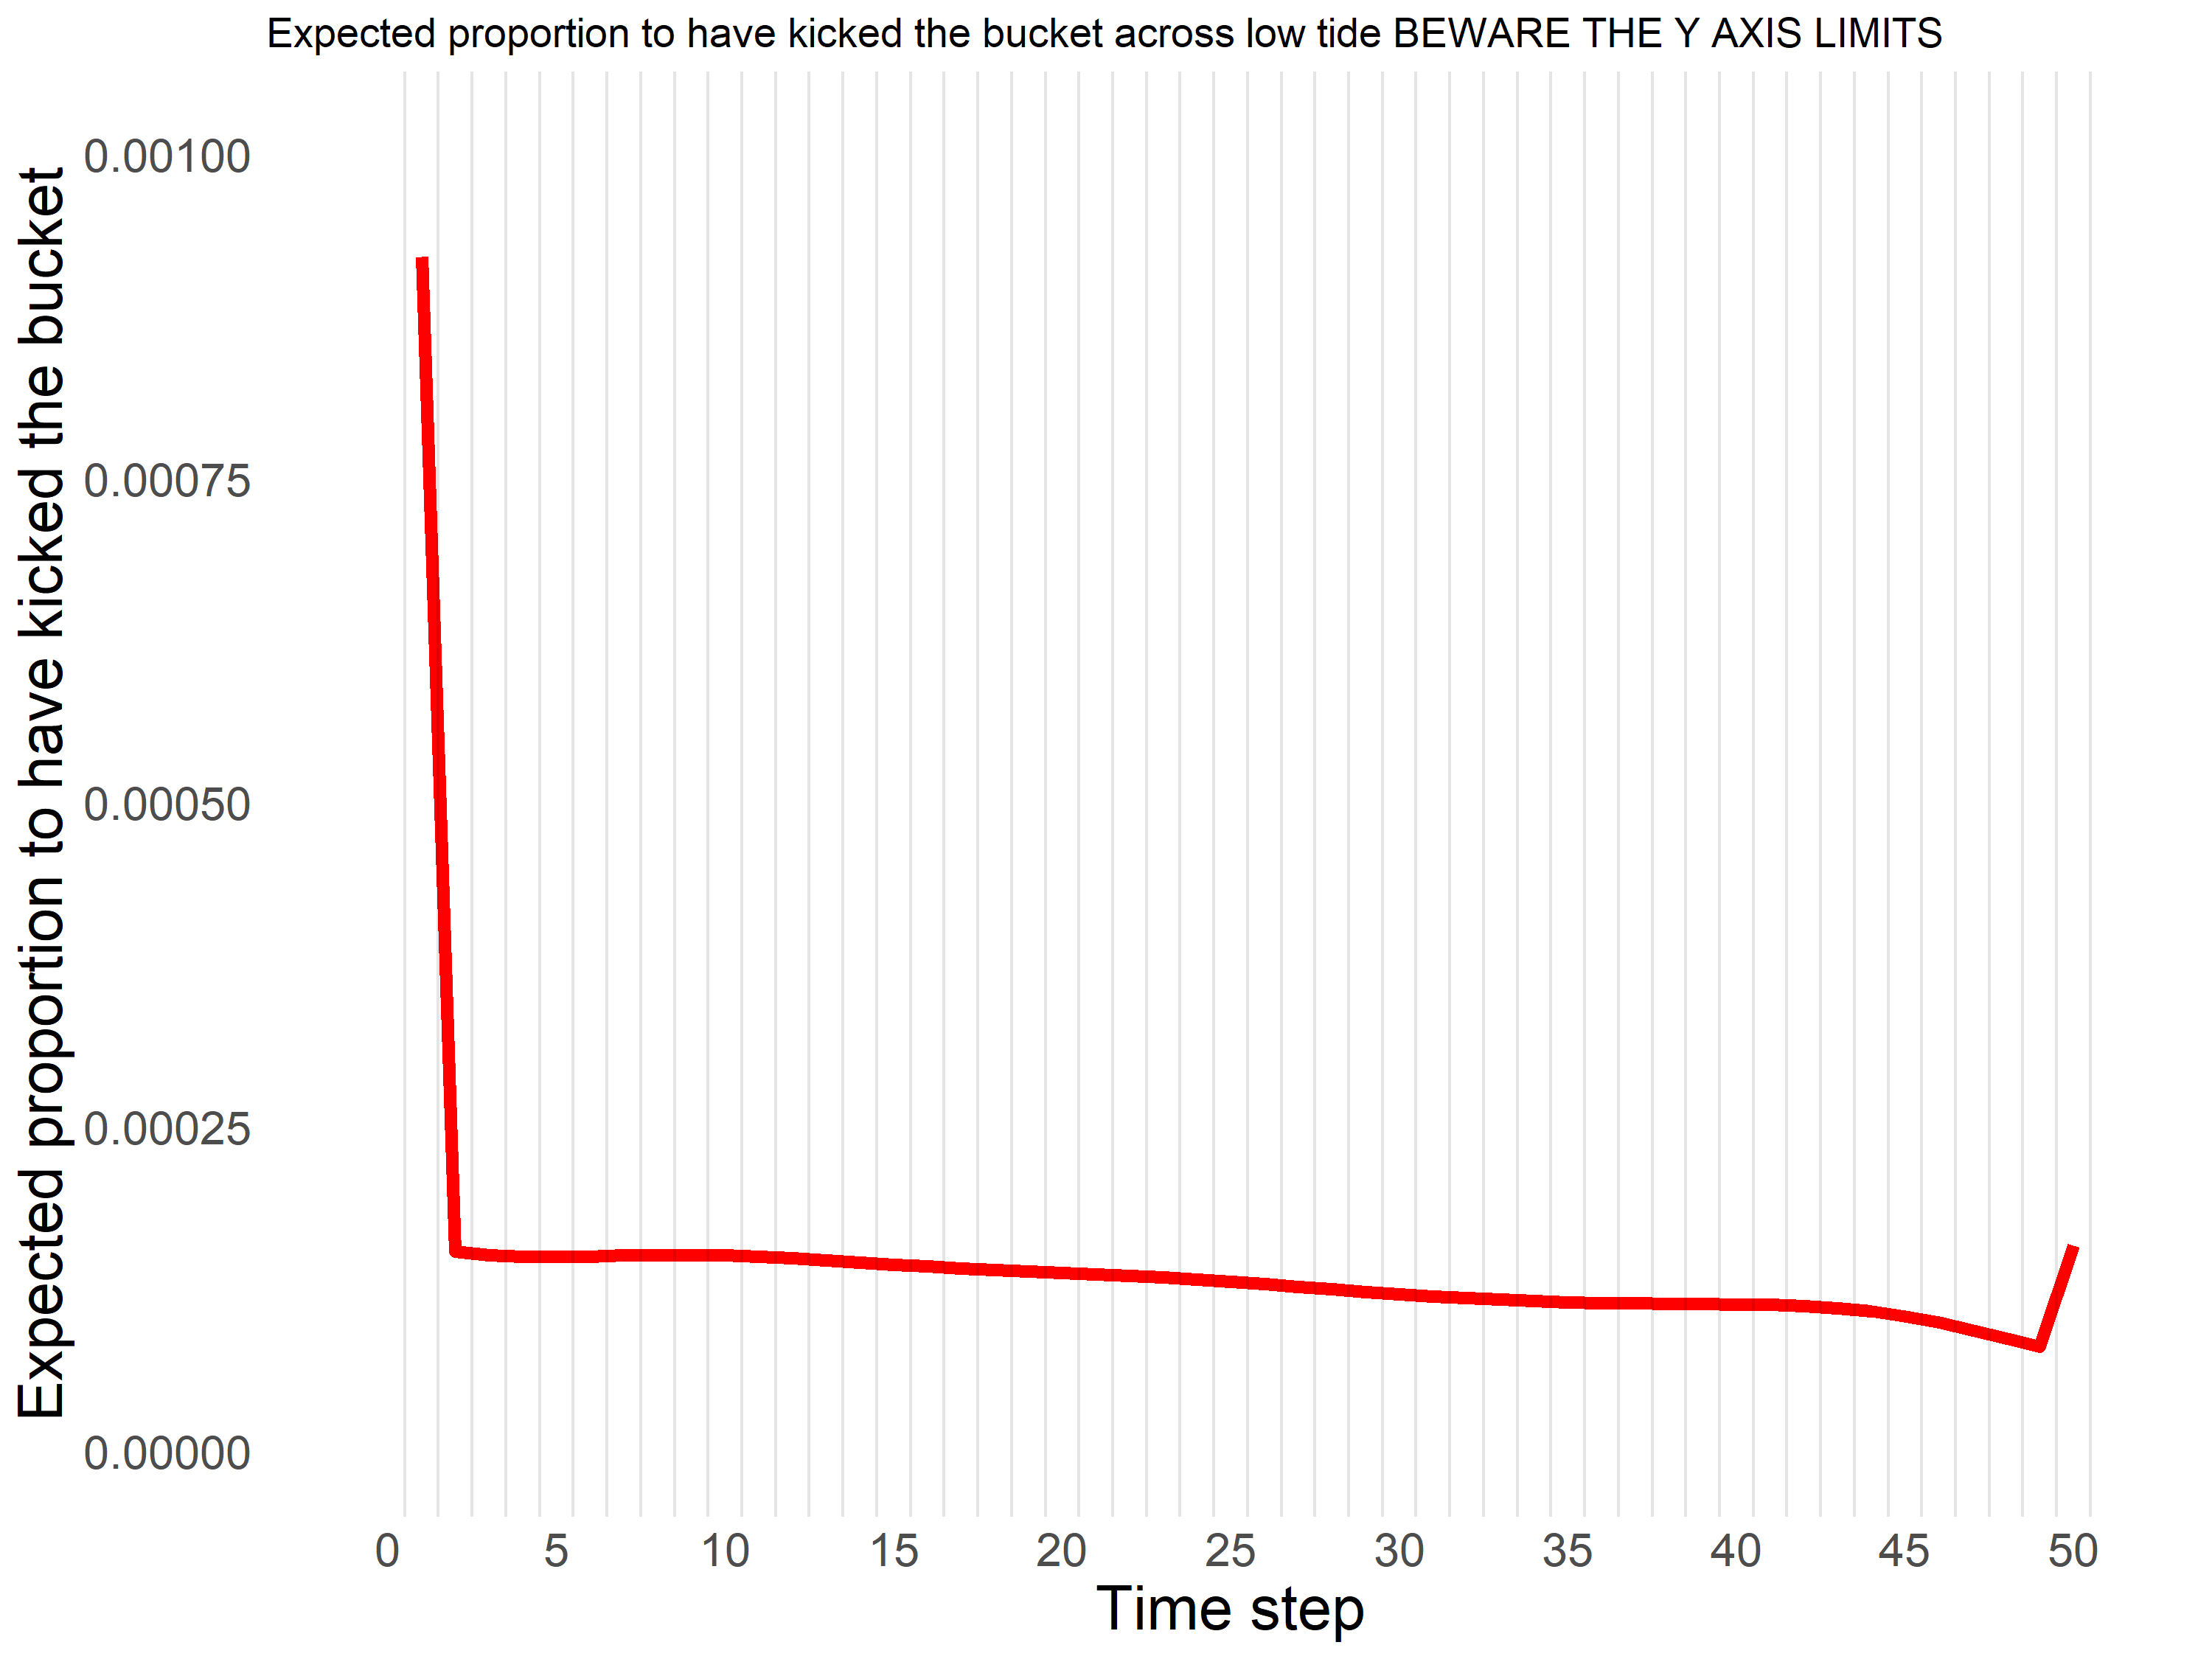 Expected proportion to have kicked the bucket across low tide BEWARE THE Y AXIS LIMITS
Expected proportion to have kicked the bucket
0.00100
0.00075
0.00050
0.00025
0.00000
0 5 10 15 20 25 30 35 40 45 50
Time step